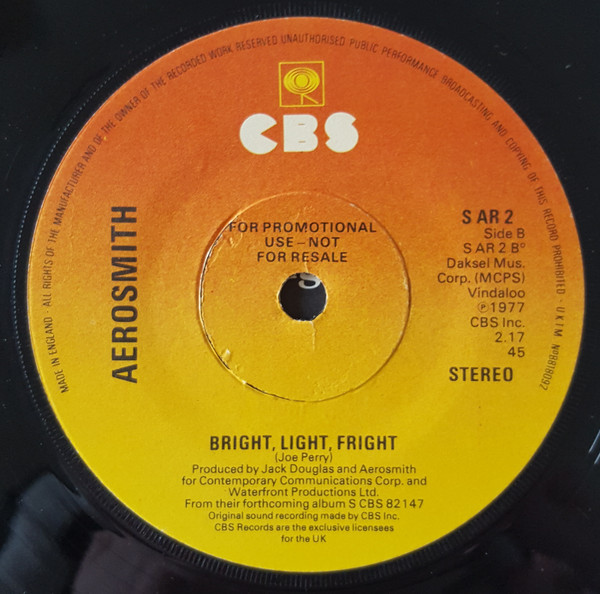 MADE IN ENGLAND - ALL RIGHTS OF THE MANUFACTURER AND OF THE OWNER OF THE RECORDED WORK RESERVED UNAUTHORISED PUBLIC PERFORMANCE BROADCASTING AND COPYING OF THIS RECORD PROHIBITED - U K I M Nº8818092
CBS
AEROSMITH
FOR PROMOTIONAL
USE – NOT
FOR RESALE
S AR 2
Side B
S AR 2 Bº
Daksel Mus.
Corp. (MCPS)
Vindaloo
℗ 1977
CBS Inc.
2.17
45
STEREO
BRIGHT, LIGHT, FRIGHT
(Joe Perry)
Produced by Jack Douglas and Aerosmith
for Contemporary Communications Corp. and
Waterfront Productions Ltd.
From their forthcoming album S CBS 82147
Original sound recording made by CBS Inc.
CBS Records are the exclusive licensees
for the UK